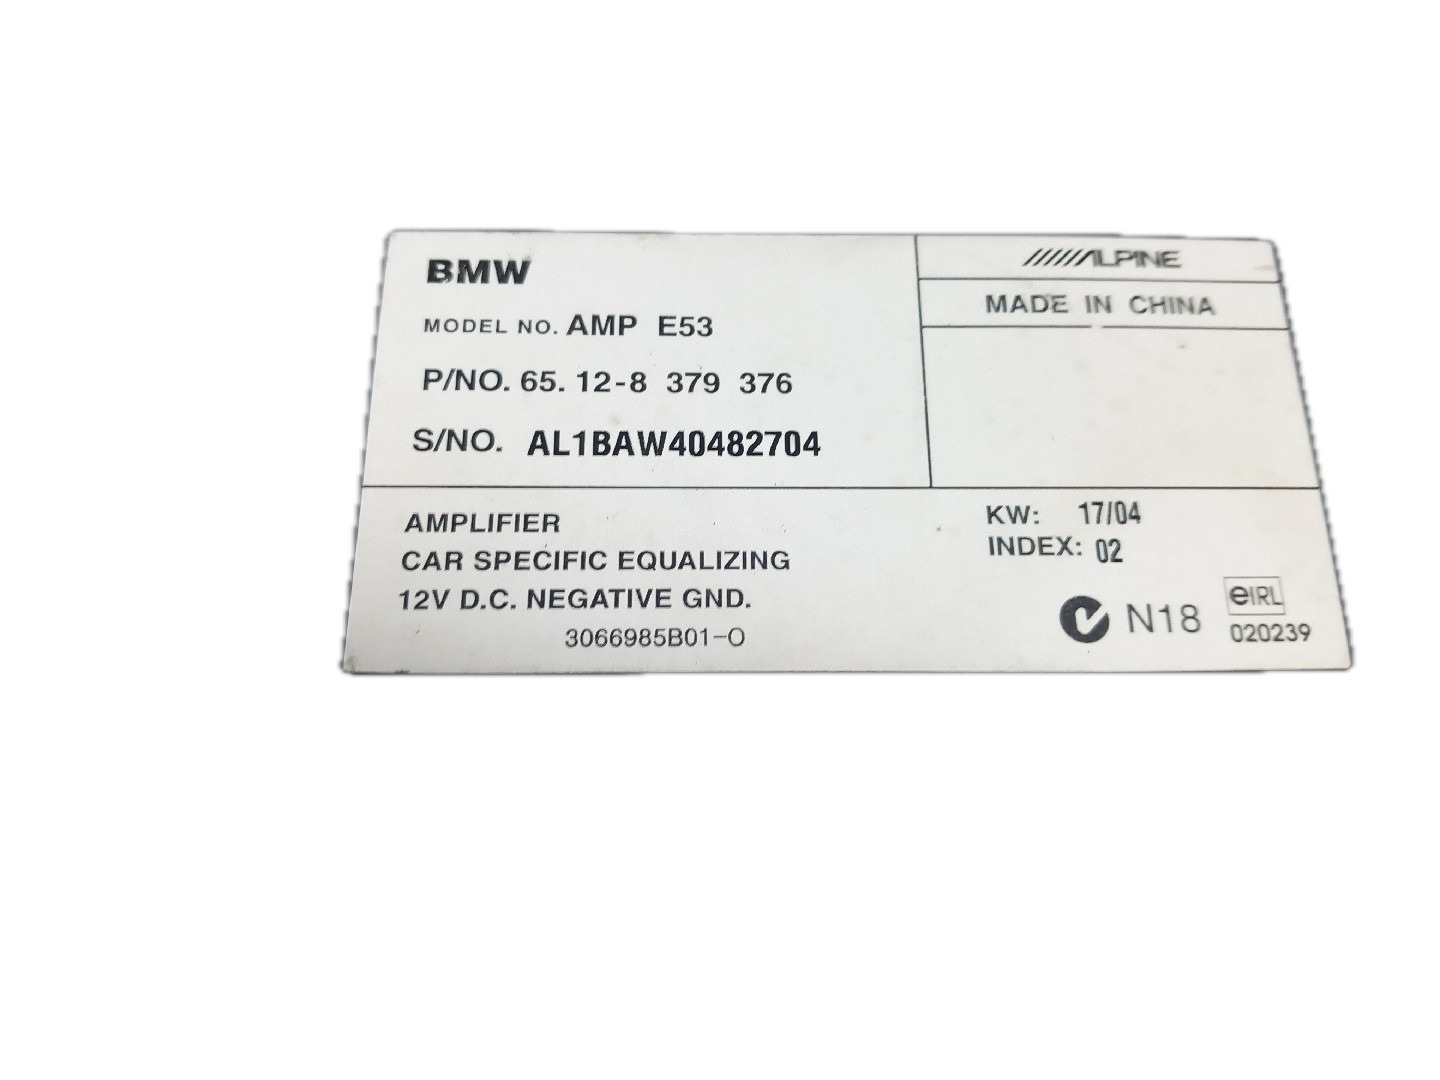 BMW
MODEL NO. AMP E53
P/NO. 65. 12-8 379 376
S/NO. AL1BAW40482704
ALPINE
MADE IN CHINA
AMPLIFIER
CAR SPECIFIC EQUALIZING
12V D.C. NEGATIVE GND.
3066985B01-O
KW: 17/04
INDEX: 02
N18
eIRL
020239